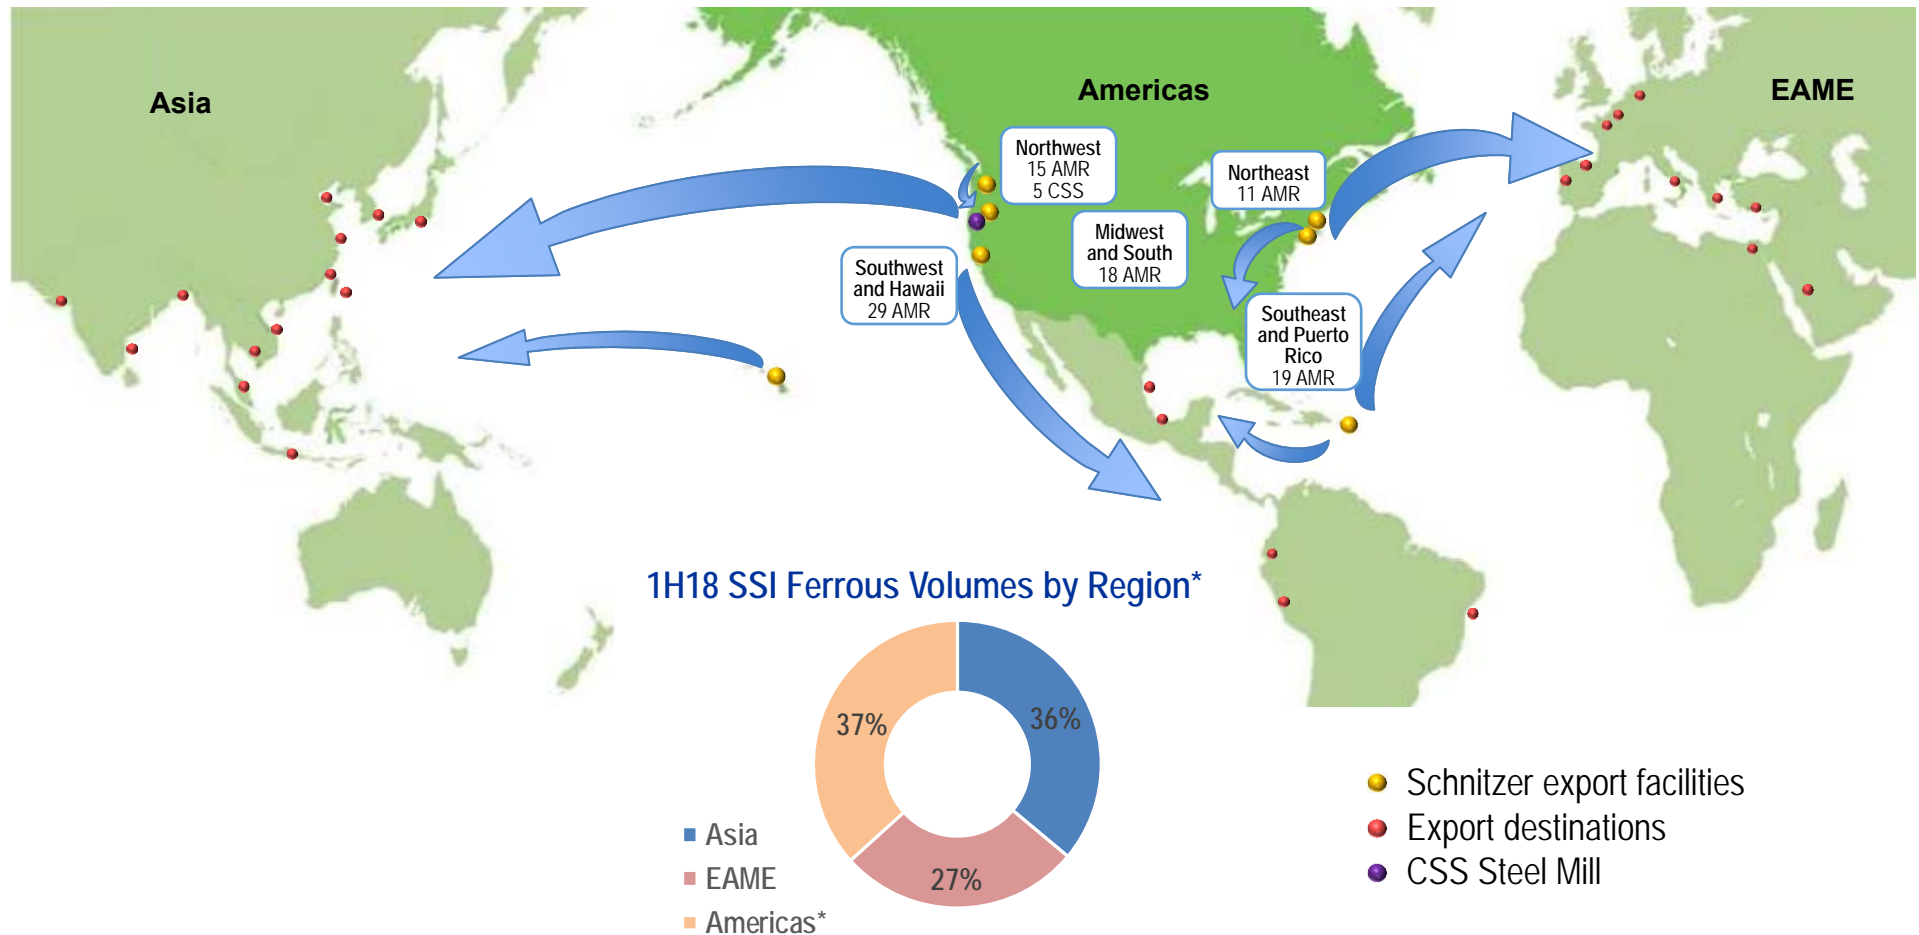 Asia
Americas
EAME
Northwest
15 AMR
5 CSS
Northeast
11 AMR
Midwest
and South
18 AMR
Southwest
and Hawaii
29 AMR
Southeast
and Puerto
Rico
19 AMR
1H18 SSI Ferrous Volumes by Region*
37%
36%
27%
Asia
EAME
Americas*
Schnitzer export facilities
Export destinations
CSS Steel Mill